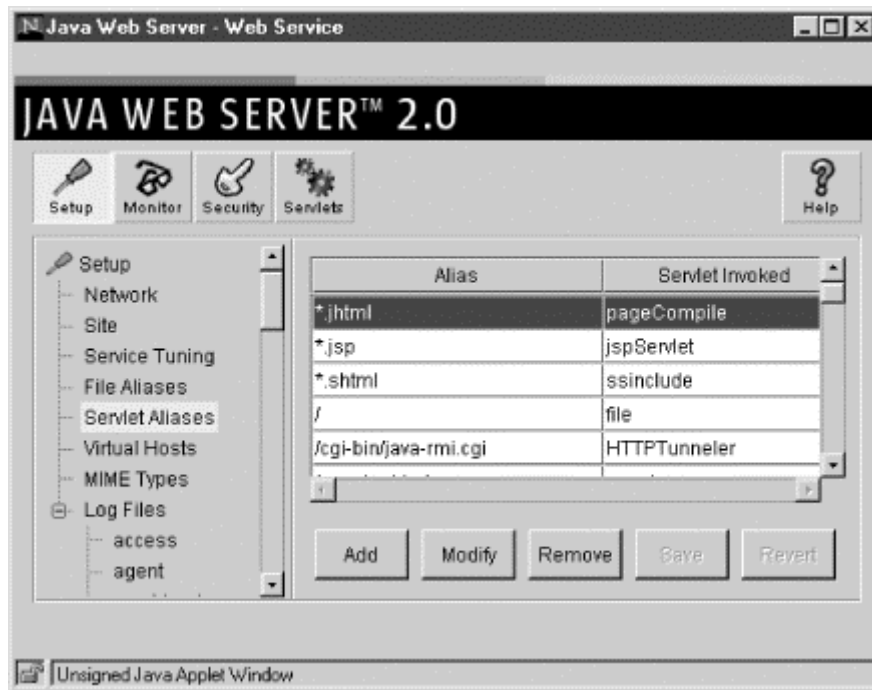 Java Web Server - Web Service
JAVA WEB SERVER™ 2.0
Setup Monitor Security Servlets Help
Setup
Network
Site
Service Tuning
File Aliases
Servlet Aliases
Virtual Hosts
MIME Types
Log Files
access
agent
Alias Servlet Invoked
*.jhtml pageCompile
*.jsp jspServlet
*.shtml ssinclude
/ file
/cgi-bin/java-rmi.cgi HTTPTunneler
Add Modify Remove Save Revert
Unsigned Java Applet Window